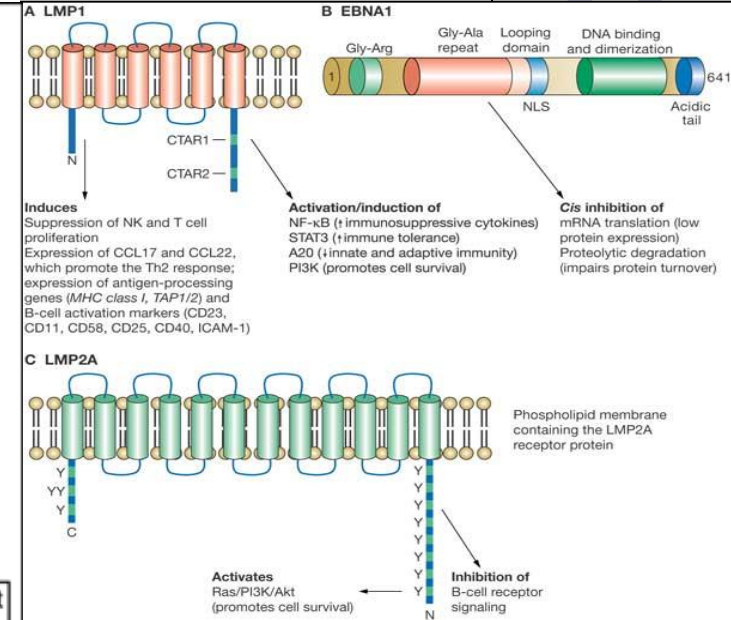 A LMP1
N
CTAR1
CTAR2
Induces
Suppression of NK and T cell
proliferation
Expression of CCL17 and CCL22,
which promote the Th2 response;
expression of antigen-processing
genes (MHC class I, TAP1/2) and
B-cell activation markers (CD23,
CD11, CD58, CD25, CD40, ICAM-1)
Activation/induction of
NF-κB (↑immunosuppressive cytokines)
STAT3 (↑immune tolerance)
A20 (↓innate and adaptive immunity)
PI3K (promotes cell survival)
B EBNA1
Gly-Arg
Gly-Ala
repeat
Looping
domain
DNA binding
and dimerization
1
641
NLS
Acidic
tail
Cis inhibition of
mRNA translation (low
protein expression)
Proteolytic degradation
(impairs protein turnover)
C LMP2A
Phospholipid membrane
containing the LMP2A
receptor protein
Y
YY
Y
C
Y
Y
Y
Y
Y
Y
Y
Y
N
Activates
Ras/PI3K/Akt
(promotes cell survival)
Inhibition of
B-cell receptor
signaling